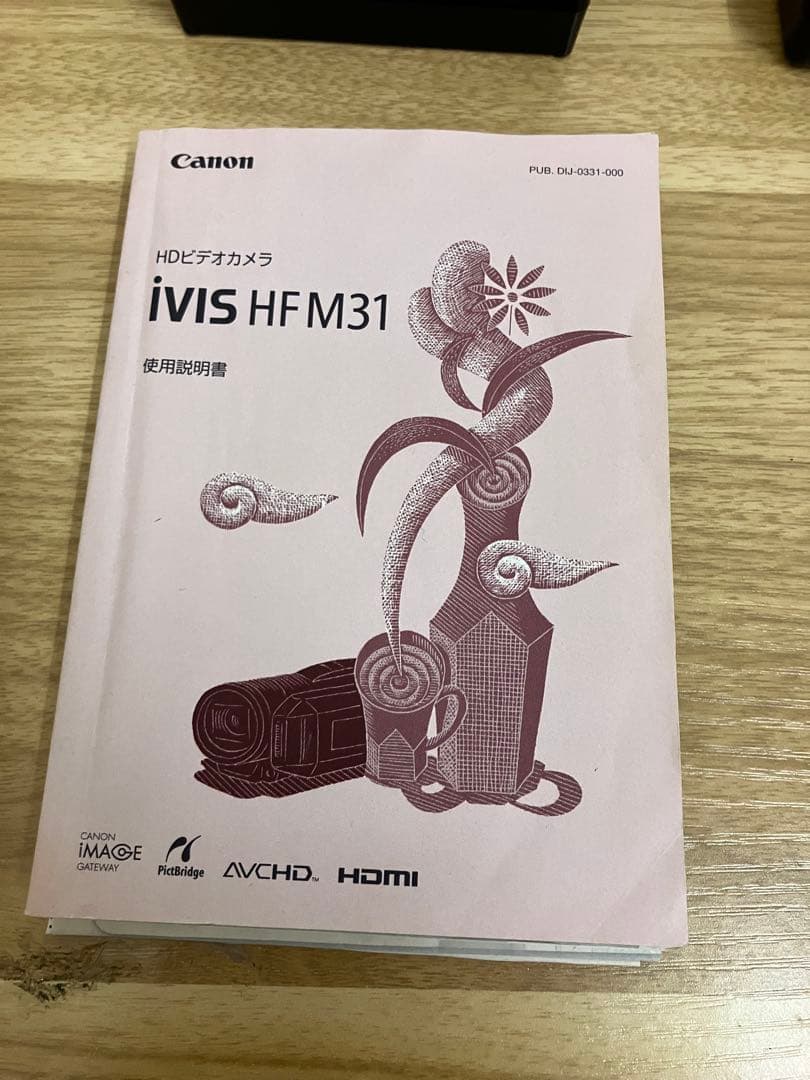 Canon
PUB. DIJ-0331-000
HDビデオカメラ
iVIS HF M31
使用説明書
CANON
iMAGE
GATEWAY
PictBridge
AVCHD™
HDMI